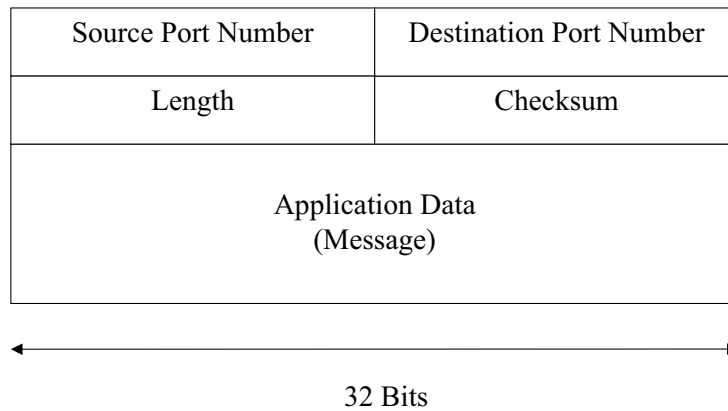 Source Port Number
Destination Port Number
Length
Checksum
Application Data
(Message)
32 Bits